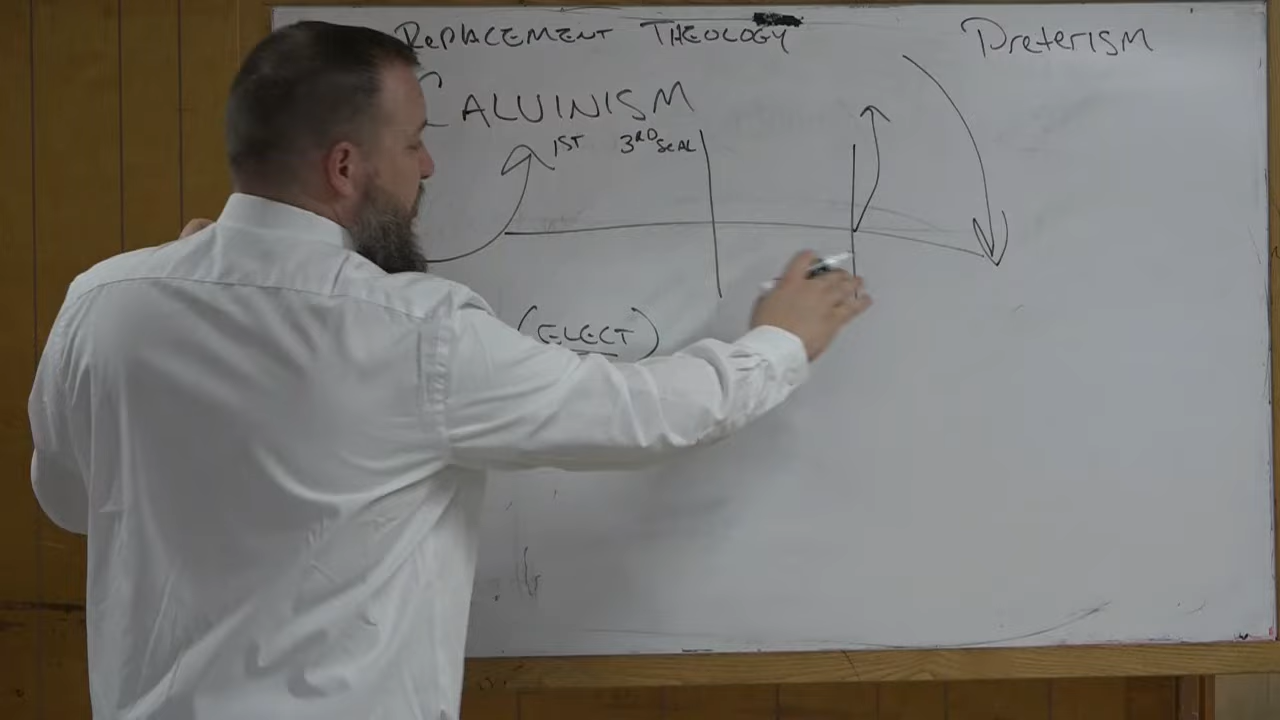 RePLACEMENT THEOLOGY
Preterism
CALVINISM
1ST 3RD SeAL
(ELECT)